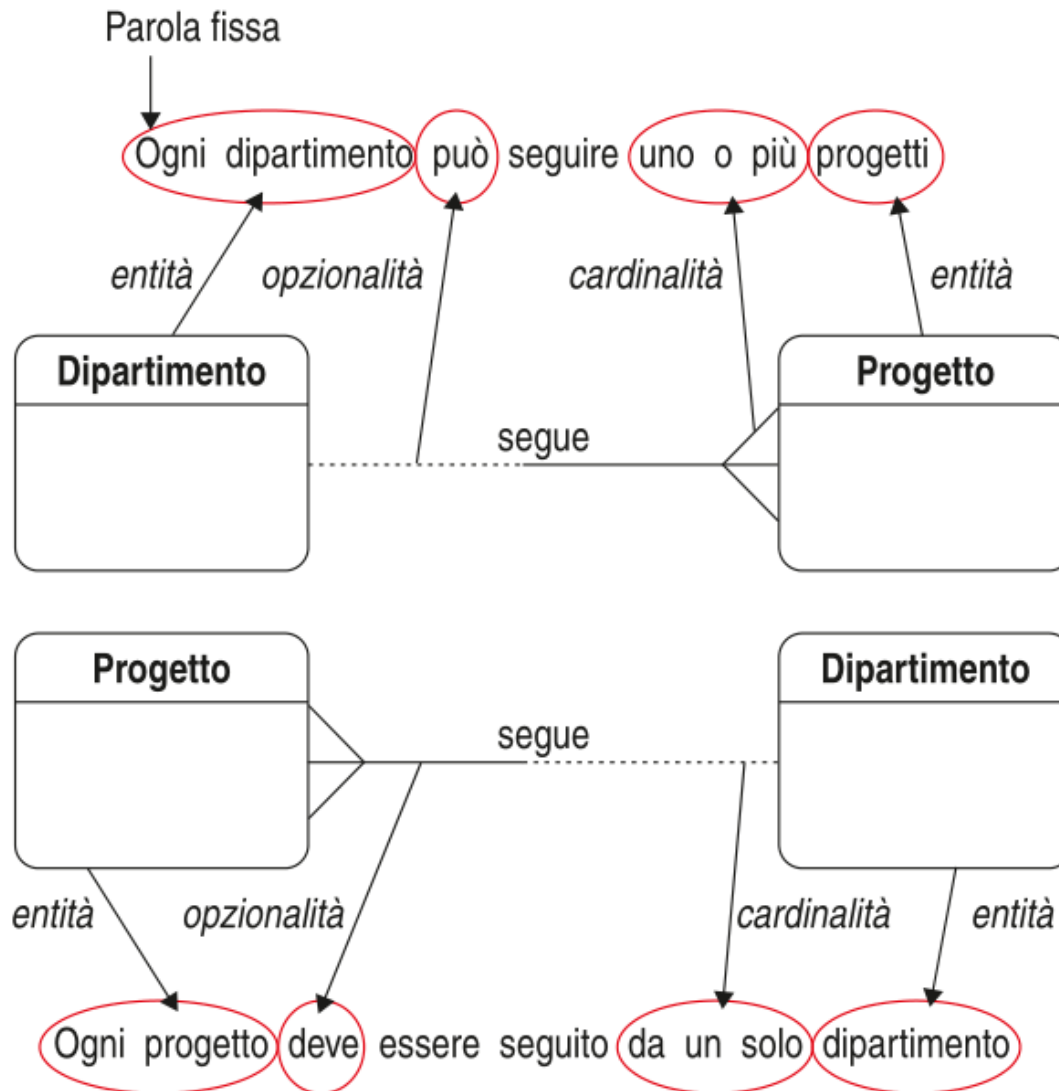 Parola fissa
Ogni dipartimento può seguire uno o più progetti
entità opzionalità cardinalità entità
Dipartimento Progetto
segue
Progetto Dipartimento
segue
entità opzionalità cardinalità entità
Ogni progetto deve essere seguito da un solo dipartimento